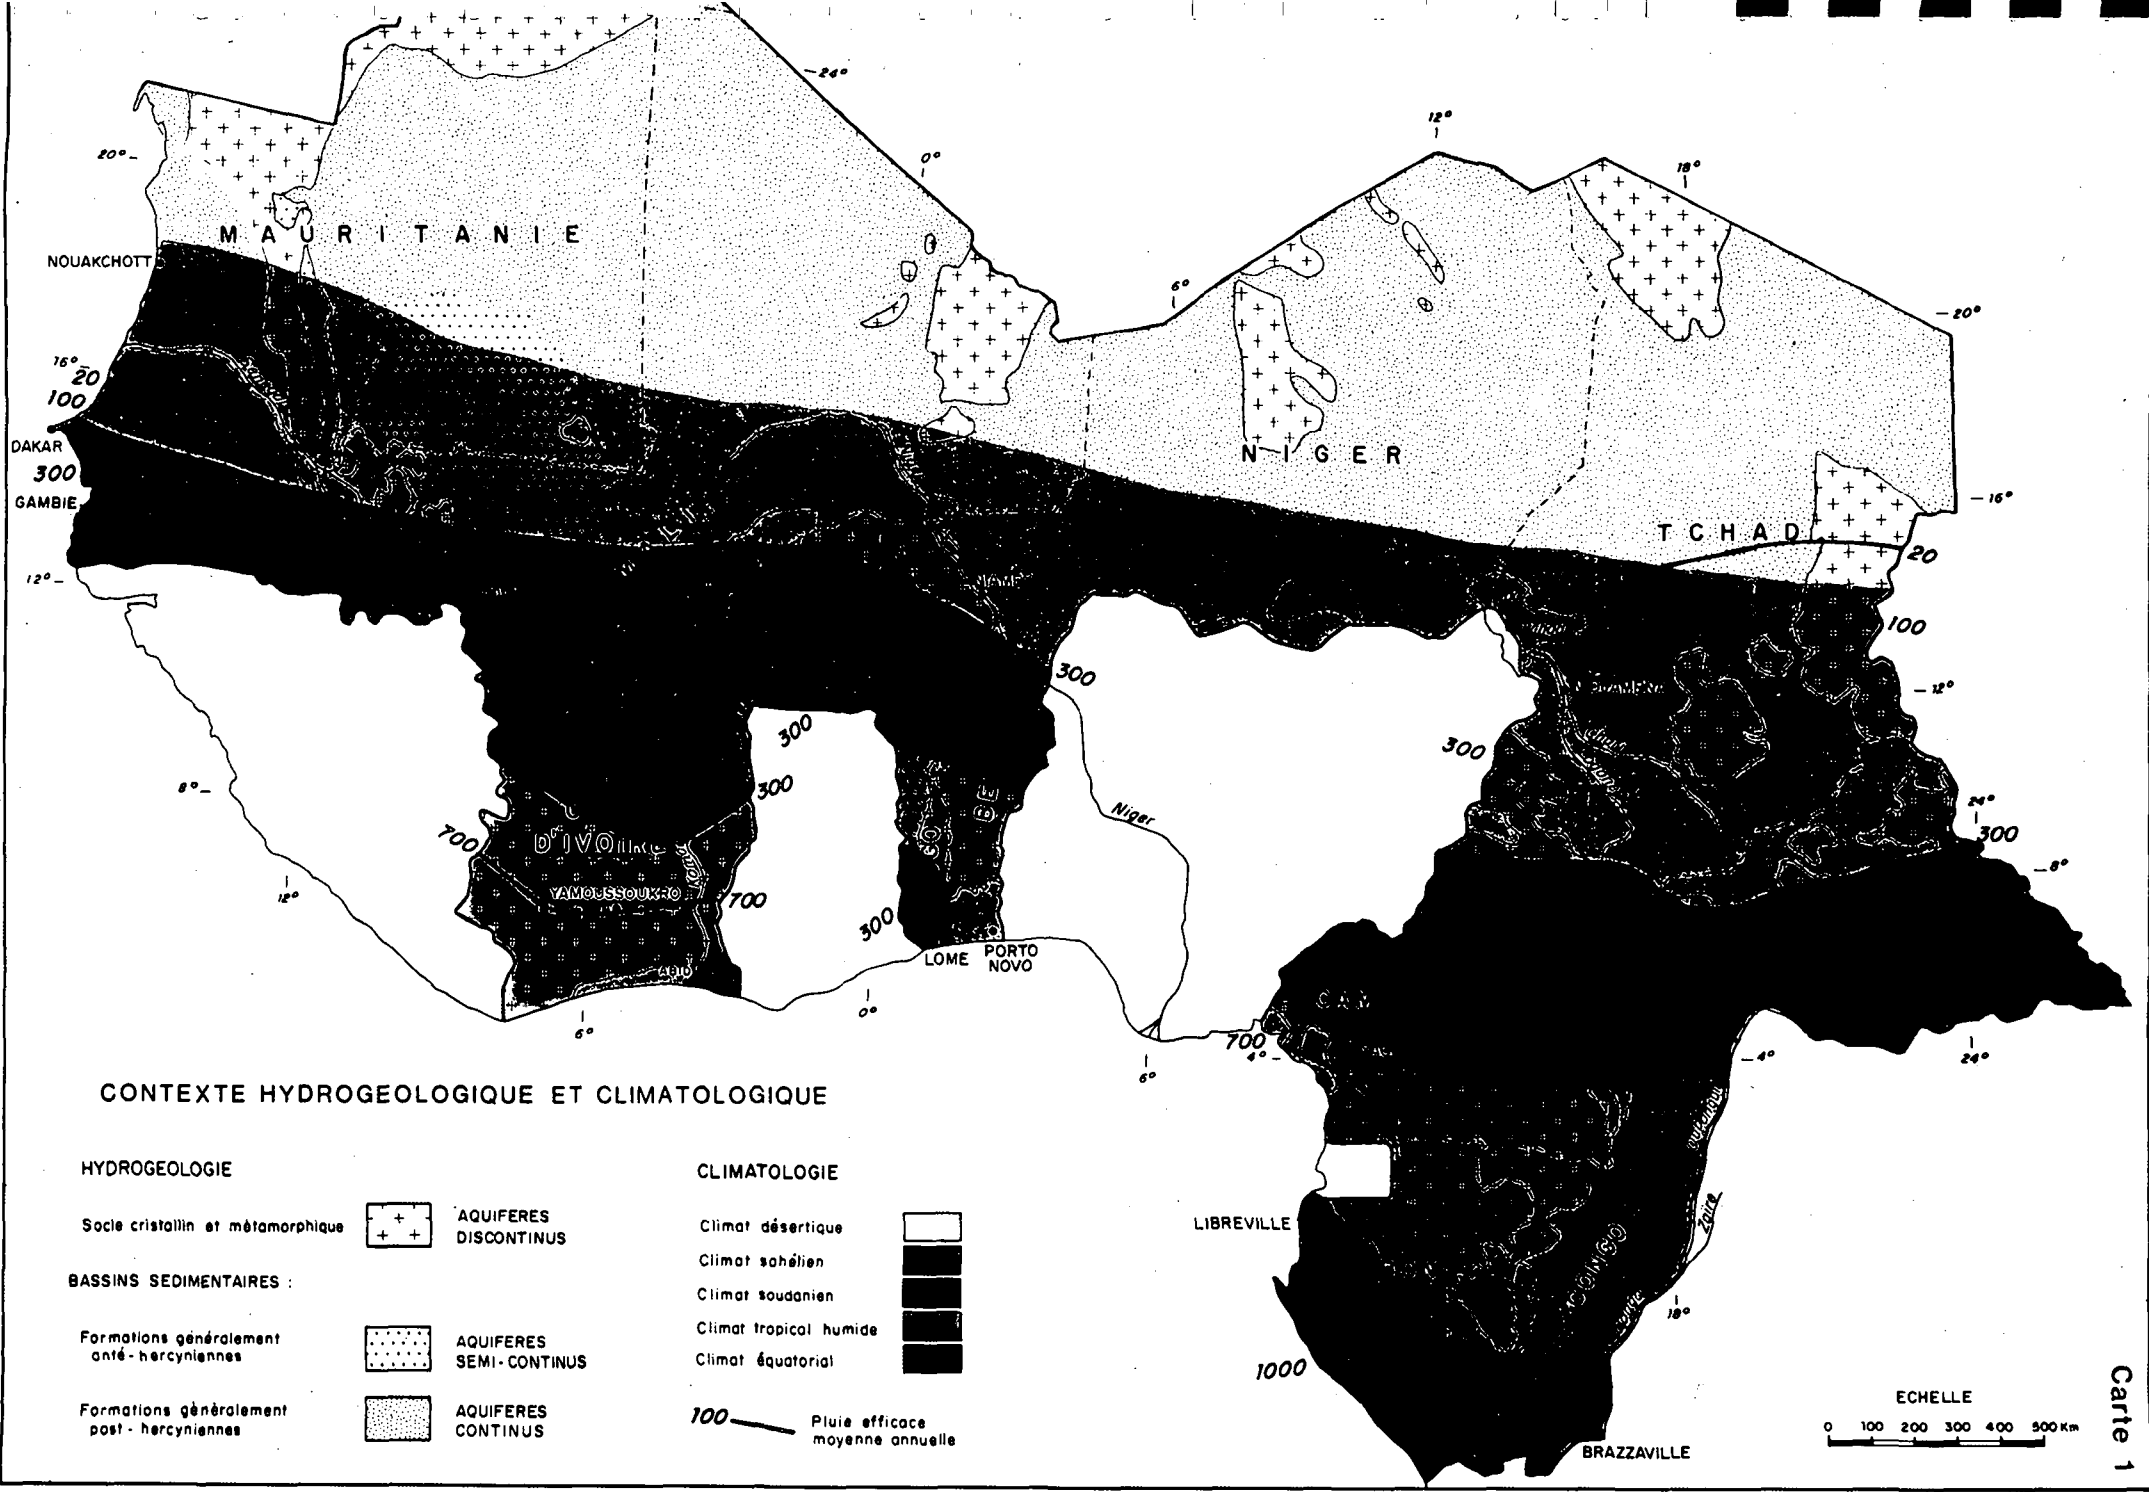 24°
12°
0°
18°
20°
MAURITANIE
NOUAKCHOTT
6°
20°
16°
20
100
DAKAR
300
GAMBIE
NIGER
16°
TCHAD
20
12°
100
300
12°
300
300
300
8°
Niger
24°
300
700
D'IVOIRE
8°
YAMOUSSOUKRO
700
12°
300
LOME
PORTO
NOVO
0°
6°
700
4°
4°
24°
6°
CONTEXTE HYDROGEOLOGIQUE ET CLIMATOLOGIQUE
HYDROGEOLOGIE
CLIMATOLOGIE
Socle cristallin et métamorphique
AQUIFERES
DISCONTINUS
Climat désertique
Climat sahélien
BASSINS SEDIMENTAIRES :
Climat soudanien
Formations généralement
anté-hercyniennes
AQUIFERES
SEMI-CONTINUS
Climat tropical humide
Climat équatorial
Formations généralement
post-hercyniennes
AQUIFERES
CONTINUS
100
Pluie efficace
moyenne annuelle
LIBREVILLE
Zaïre
CONGO
18°
1000
BRAZZAVILLE
ECHELLE
0 100 200 300 400 500 Km
Carte 1